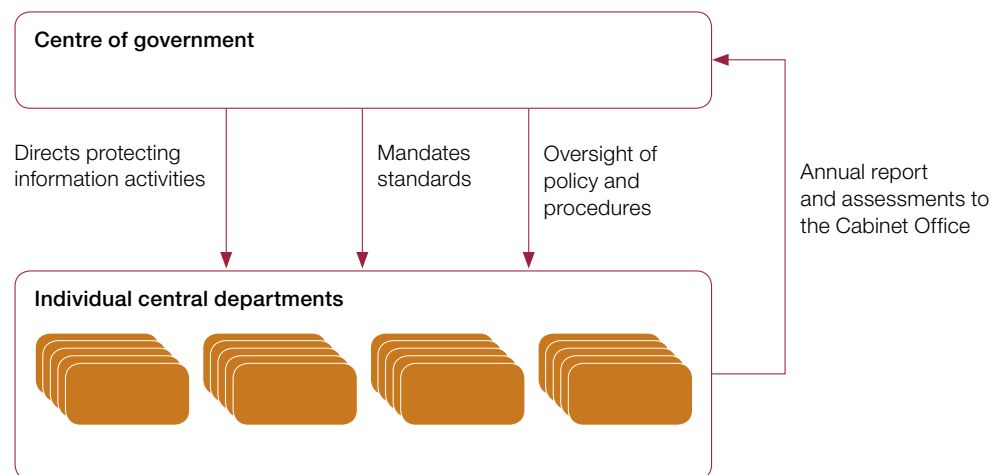 Centre of government
Directs protecting
information activities
Mandates
standards
Oversight of
policy and
procedures
Annual report
and assessments to
the Cabinet Office
Individual central departments